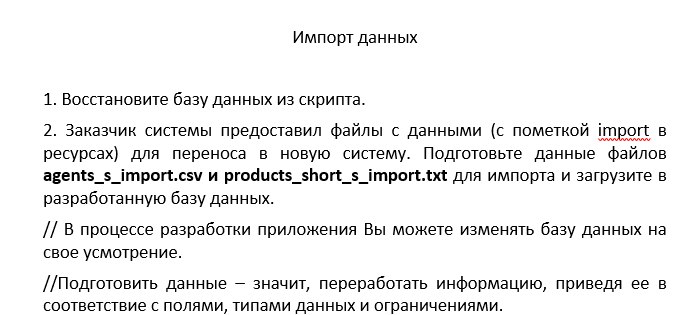 Импорт данных
1. Восстановите базу данных из скрипта.
2. Заказчик системы предоставил файлы с данными (с пометкой import в
ресурсах) для переноса в новую систему. Подготовьте данные файлов
agents_s_import.csv и products_short_s_import.txt для импорта и загрузите в
разработанную базу данных.
// В процессе разработки приложения Вы можете изменять базу данных на
свое усмотрение.
//Подготовить данные – значит, переработать информацию, приведя ее в
соответствие с полями, типами данных и ограничениями.